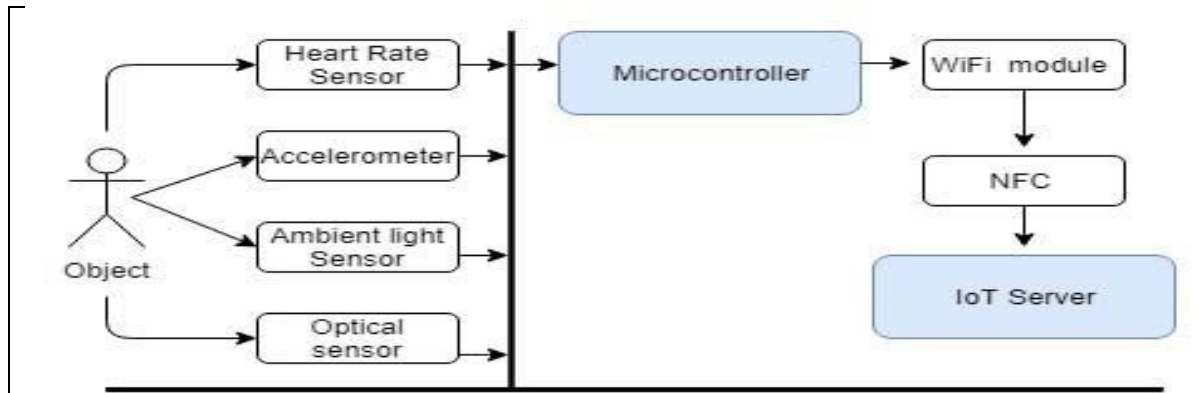 Heart Rate
Sensor
Microcontroller
WiFi module
Accelerometer
NFC
Ambient light
Sensor
Object
IoT Server
Optical
sensor